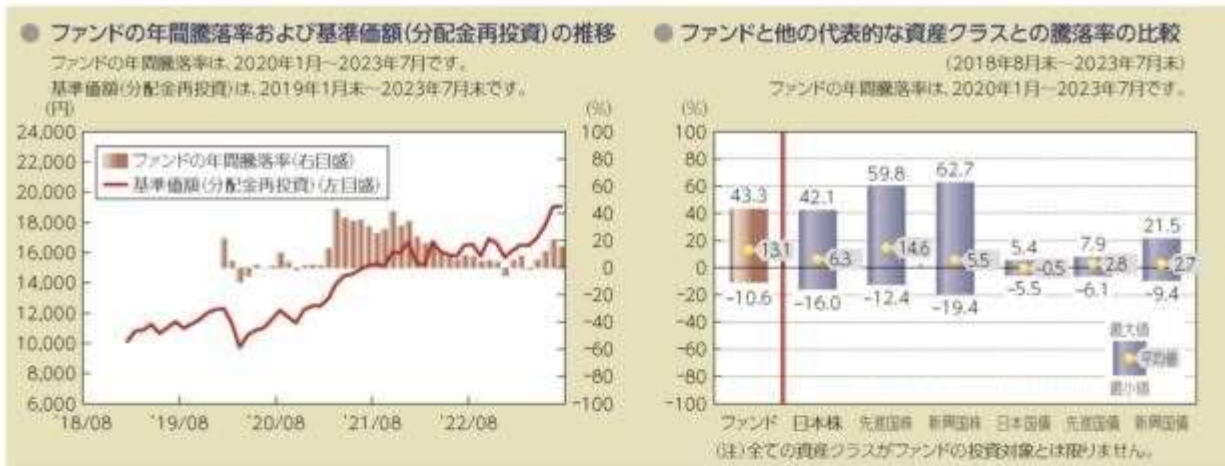 ● ファンドの年間騰落率および基準価額(分配金再投資)の推移
ファンドの年間騰落率は、2020年1月～2023年7月です。
基準価額(分配金再投資)は、2019年1月末～2023年7月末です。
(円)
(%)
24,000
22,000
20,000
18,000
16,000
14,000
12,000
10,000
8,000
6,000
100
80
60
40
20
0
-20
-40
-60
-80
-100
ファンドの年間騰落率(右目盛)
基準価額(分配金再投資)(左目盛)
18/08 19/08 20/08 21/08 22/08
● ファンドと他の代表的な資産クラスとの騰落率の比較
(2018年8月末～2023年7月末)
ファンドの年間騰落率は、2020年1月～2023年7月です。
(%)
100
80
60
40
20
0
-20
-40
-60
-80
-100
43.3 42.1 59.8 62.7 5.4 7.9 21.5
13.1 6.3 14.6 5.5 -0.5 2.8 2.7
-10.6 -16.0 -12.4 -19.4 -5.5 -6.1 -9.4
最大値
平均値
最小値
ファンド 日本株 先進国株 新興国株 日本国債 先進国債 新興国債
(注)全ての資産クラスがファンドの投資対象とは限りません。